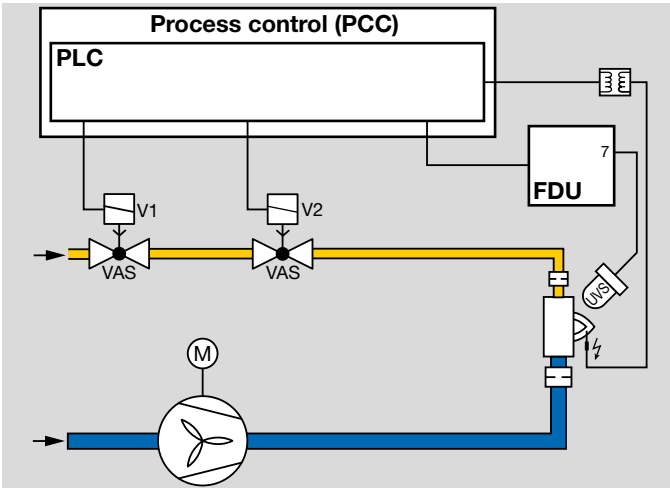 Process control (PCC)
PLC
7
FDU
V1
V2
VAS
VAS
UVS
M